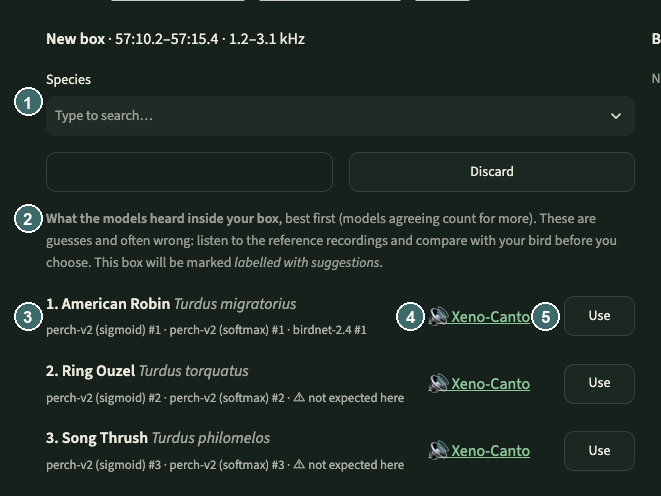 New box · 57:10.2–57:15.4 · 1.2–3.1 kHz
B
Species
N
1
Type to search…
Discard
2
What the models heard inside your box, best first (models agreeing count for more). These are
guesses and often wrong: listen to the reference recordings and compare with your bird before you
choose. This box will be marked labelled with suggestions.
3
1. American Robin Turdus migratorius
4
Xeno-Canto
5
Use
perch-v2 (sigmoid) #1 · perch-v2 (softmax) #1 · birdnet-2.4 #1
2. Ring Ouzel Turdus torquatus
Xeno-Canto
Use
perch-v2 (sigmoid) #2 · perch-v2 (softmax) #2 · ⚠ not expected here
3. Song Thrush Turdus philomelos
Xeno-Canto
Use
perch-v2 (sigmoid) #3 · perch-v2 (softmax) #3 · ⚠ not expected here